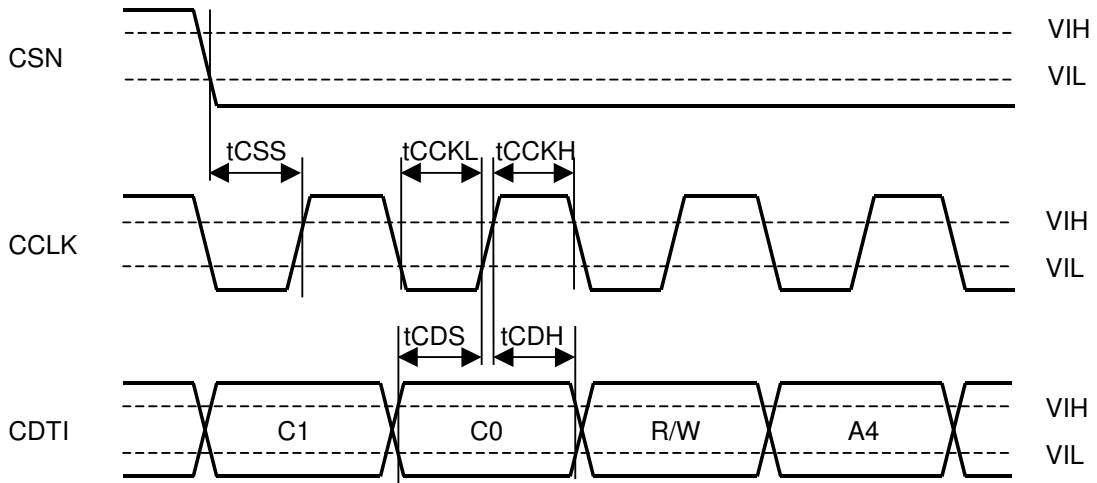 CSN
VIH
VIL
tCSS
tCCKL
tCCKH
CCLK
VIH
VIL
tCDS
tCDH
CDTI
C1
C0
R/W
A4
VIH
VIL